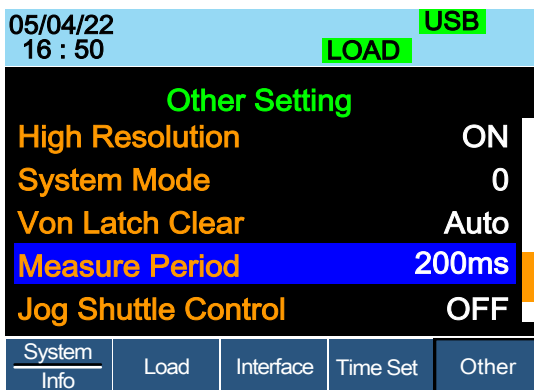 05/04/22 USB
16 : 50 LOAD
Other Setting
High Resolution ON
System Mode 0
Von Latch Clear Auto
Measure Period 200ms
Jog Shuttle Control OFF
System
Info
Load
Interface
Time Set
Other